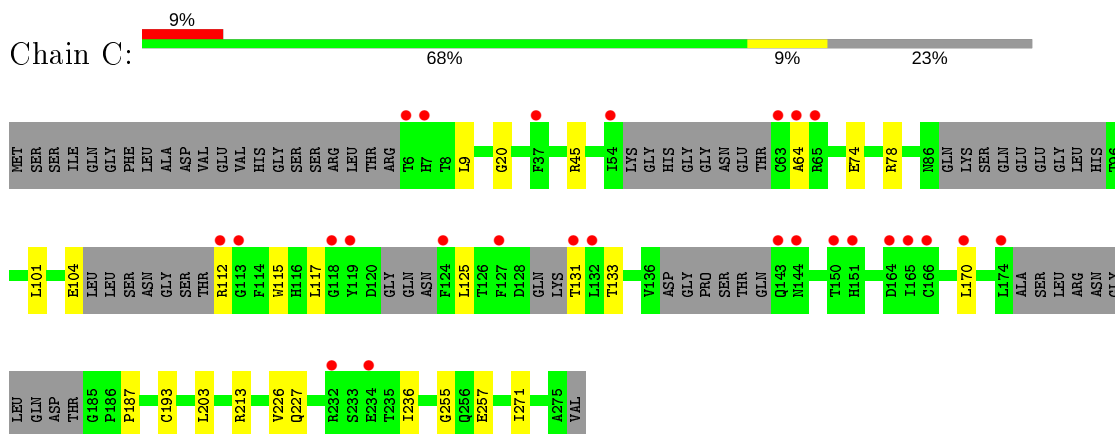 9%
Chain C:
68% 9% 23%
MET SER SER ILE GLN GLY PHE LEU ALA ASP VAL GLU VAL HIS GLY SER SER ARG LEU THR ARG T6 H7 T8 L9 G20 F37 R45 I54 LYS GLY HIS GLY GLY ASN GLU THR C63 A64 R65 E74 R78 N86 GLN LYS SER GLN GLU GLU GLY LEU HIS T96
L101 E104 LEU LEU SER ASN GLY SER THR R112 G113 F114 W115 H116 L117 G118 Y119 D120 GLY GLN ASN F124 L125 T126 F127 D128 GLN LYS T131 L132 T133 V136 ASP GLY PRO SER THR GLN Q143 N144 T150 H151 D164 I165 C166 L170 L174 ALA SER LEU ARG ASN GLY
LEU GLN ASP THR G185 P186 P187 C193 L203 R213 V226 Q227 R232 S233 E234 T235 I236 G255 Q256 E257 I271 A275 VAL